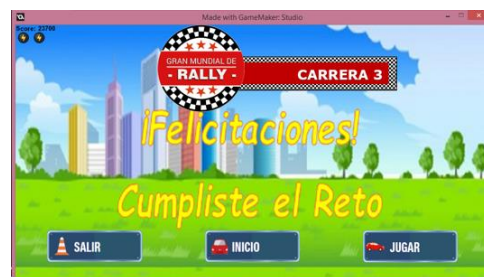 Made with GameMaker: Studio
Score: 23700
GRAN MUNDIAL DE
- RALLY -
CARRERA 3
¡Felicitaciones!
Cumpliste el Reto
SALIR
INICIO
JUGAR